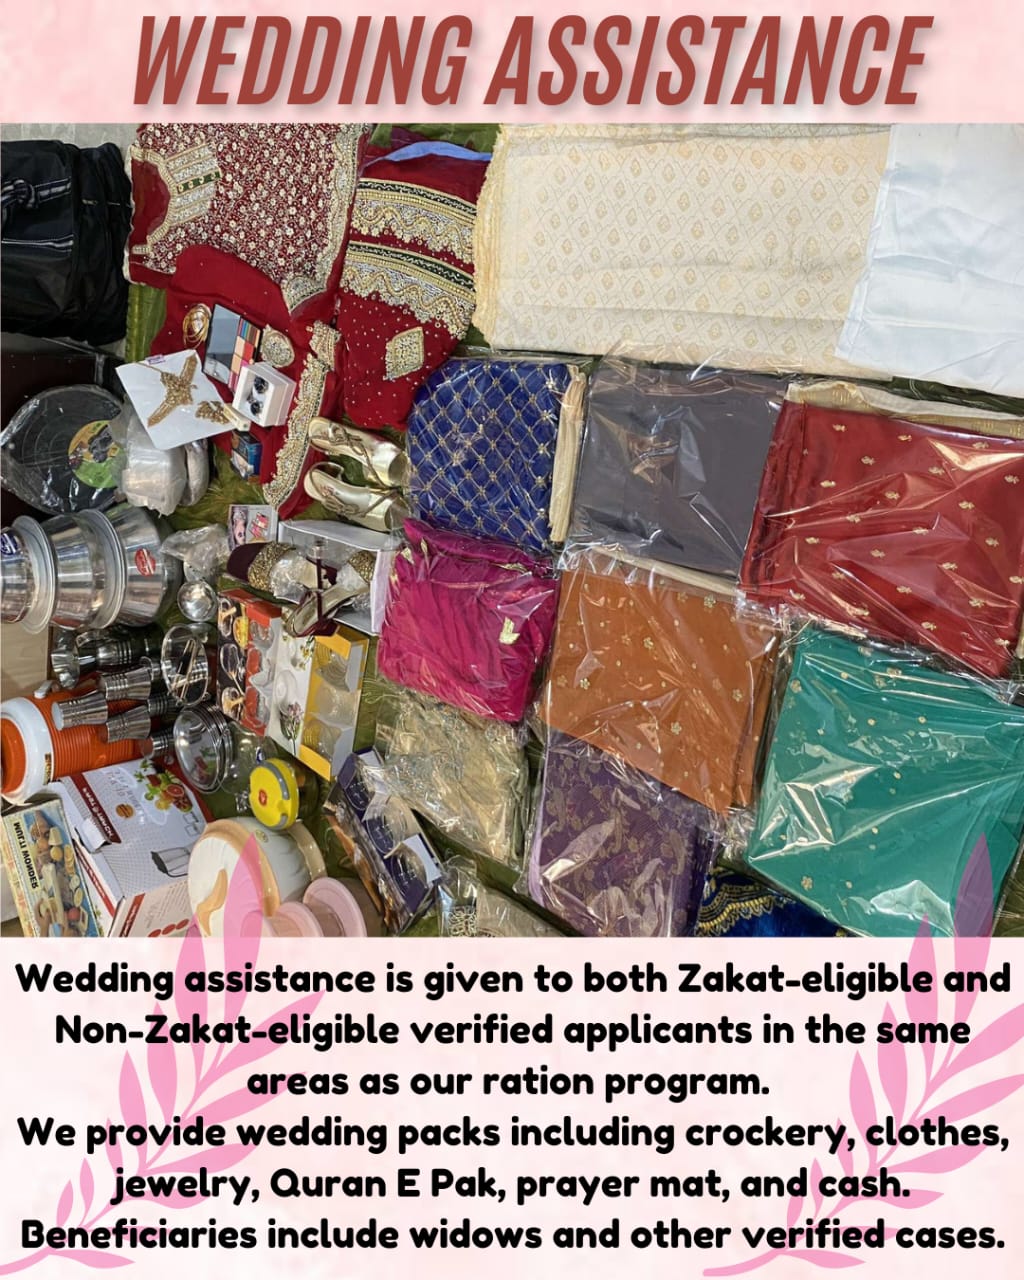 WEDDING ASSISTANCE
Wedding assistance is given to both Zakat-eligible and
Non-Zakat-eligible verified applicants in the same
areas as our ration program.
We provide wedding packs including crockery, clothes,
jewelry, Quran E Pak, prayer mat, and cash.
Beneficiaries include widows and other verified cases.